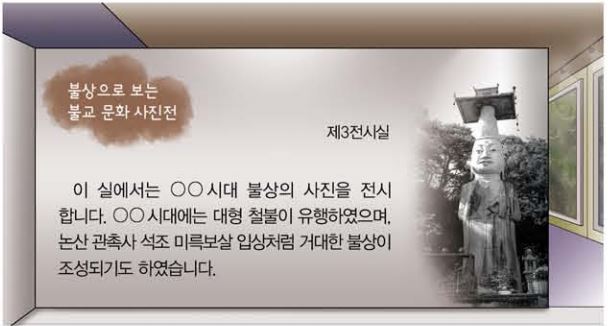 불상으로 보는
불교 문화 사진전
제3전시실
이 실에서는 ○○ 시대 불상의 사진을 전시
합니다. ○○ 시대에는 대형 철불이 유행하였으며,
논산 관촉사 석조 미륵보살 입상처럼 거대한 불상이
조성되기도 하였습니다.